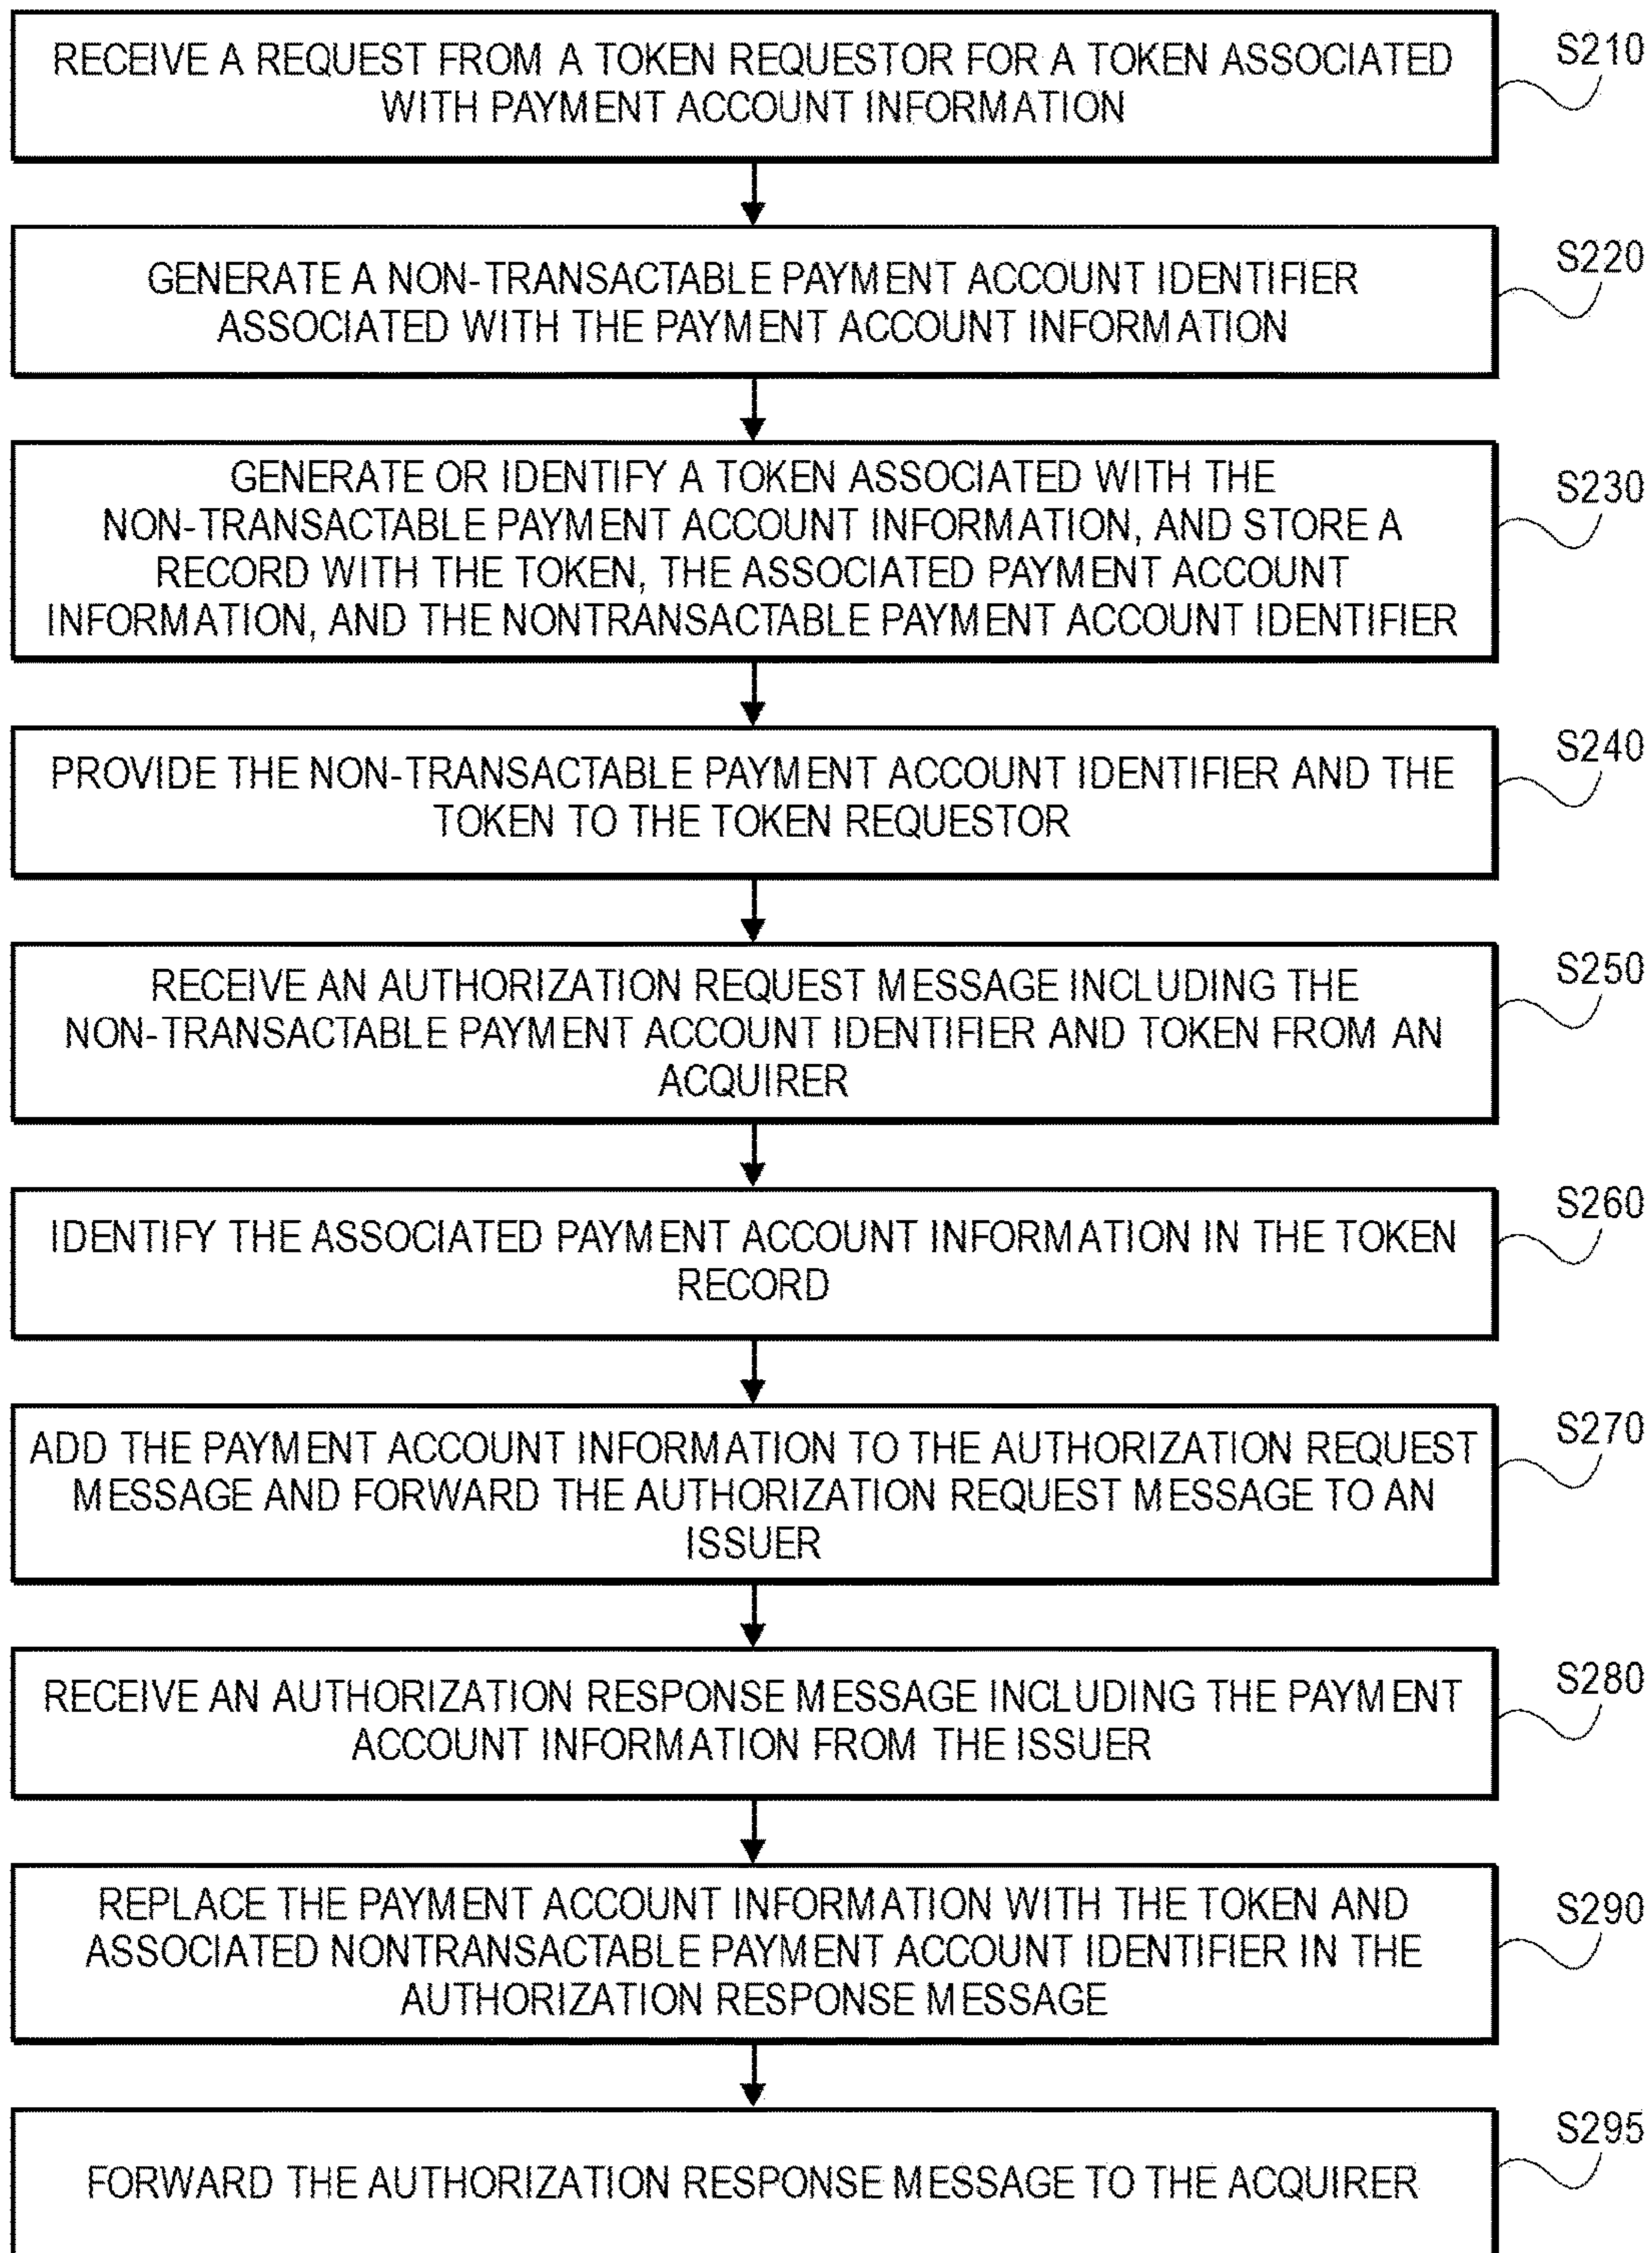 RECEIVE A REQUEST FROM A TOKEN REQUESTOR FOR A TOKEN ASSOCIATED
WITH PAYMENT ACCOUNT INFORMATION
S210
GENERATE A NON-TRANSACTABLE PAYMENT ACCOUNT IDENTIFIER
ASSOCIATED WITH THE PAYMENT ACCOUNT INFORMATION
S220
GENERATE OR IDENTIFY A TOKEN ASSOCIATED WITH THE
NON-TRANSACTABLE PAYMENT ACCOUNT INFORMATION, AND STORE A
RECORD WITH THE TOKEN, THE ASSOCIATED PAYMENT ACCOUNT
INFORMATION, AND THE NONTRANSACTABLE PAYMENT ACCOUNT IDENTIFIER
S230
PROVIDE THE NON-TRANSACTABLE PAYMENT ACCOUNT IDENTIFIER AND THE
TOKEN TO THE TOKEN REQUESTOR
S240
RECEIVE AN AUTHORIZATION REQUEST MESSAGE INCLUDING THE
NON-TRANSACTABLE PAYMENT ACCOUNT IDENTIFIER AND TOKEN FROM AN
ACQUIRER
S250
IDENTIFY THE ASSOCIATED PAYMENT ACCOUNT INFORMATION IN THE TOKEN
RECORD
S260
ADD THE PAYMENT ACCOUNT INFORMATION TO THE AUTHORIZATION REQUEST
MESSAGE AND FORWARD THE AUTHORIZATION REQUEST MESSAGE TO AN
ISSUER
S270
RECEIVE AN AUTHORIZATION RESPONSE MESSAGE INCLUDING THE PAYMENT
ACCOUNT INFORMATION FROM THE ISSUER
S280
REPLACE THE PAYMENT ACCOUNT INFORMATION WITH THE TOKEN AND
ASSOCIATED NONTRANSACTABLE PAYMENT ACCOUNT IDENTIFIER IN THE
AUTHORIZATION RESPONSE MESSAGE
S290
FORWARD THE AUTHORIZATION RESPONSE MESSAGE TO THE ACQUIRER
S295